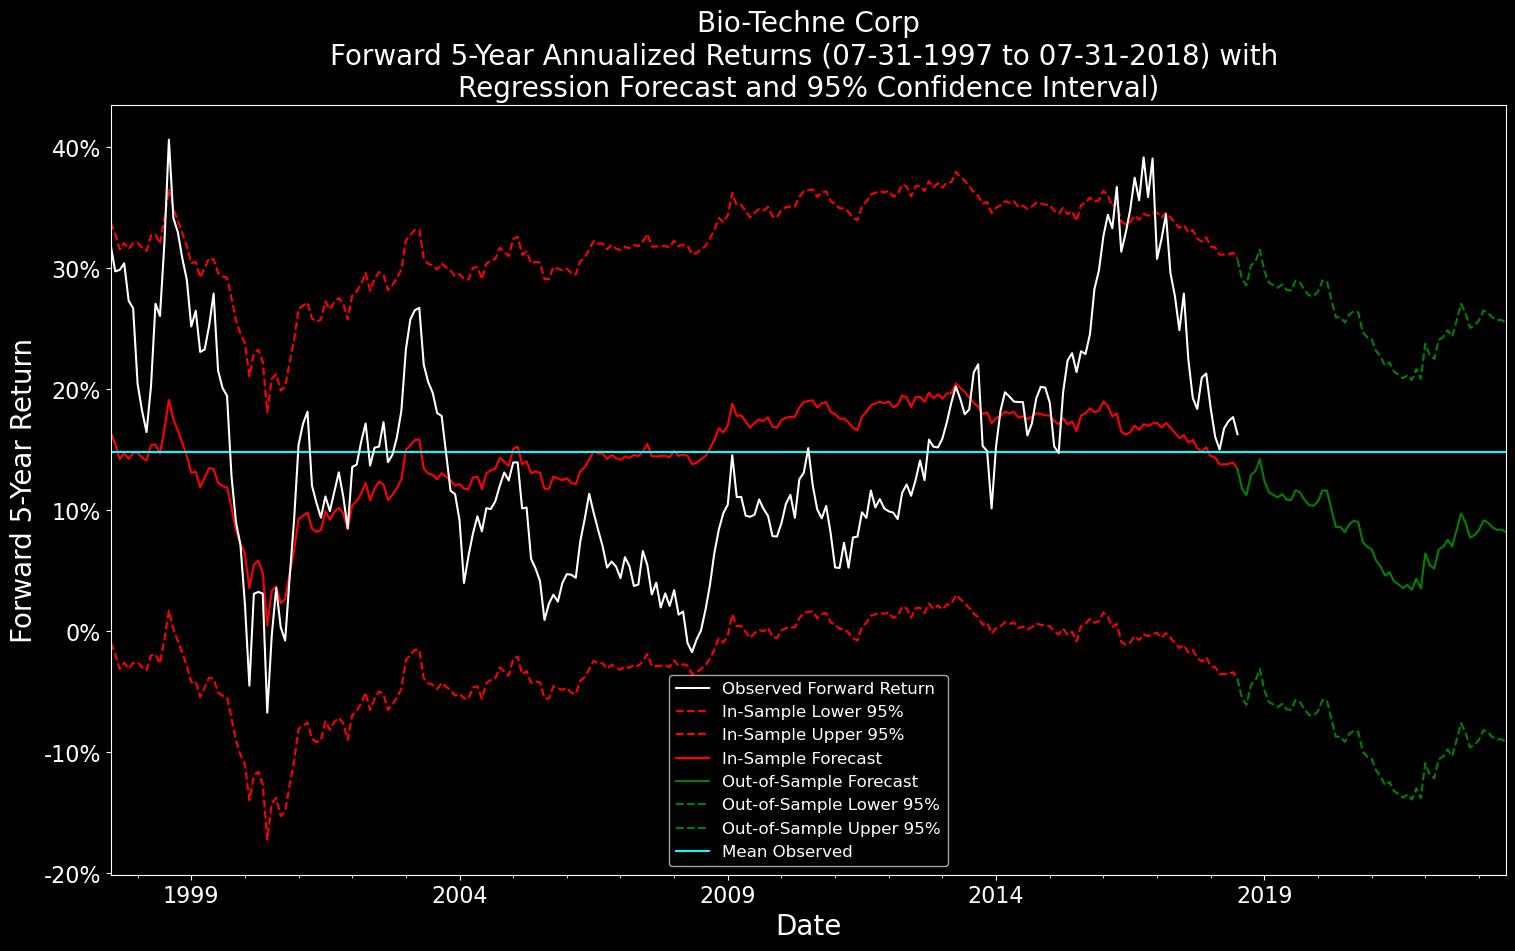 Bio-Techne Corp
Forward 5-Year Annualized Returns (07-31-1997 to 07-31-2018) with
Regression Forecast and 95% Confidence Interval)
Forward 5-Year Return
40%
30%
20%
10%
0%
-10%
-20%
Observed Forward Return
In-Sample Lower 95%
In-Sample Upper 95%
In-Sample Forecast
Out-of-Sample Forecast
Out-of-Sample Lower 95%
Out-of-Sample Upper 95%
Mean Observed
1999 2004 2009 2014 2019
Date